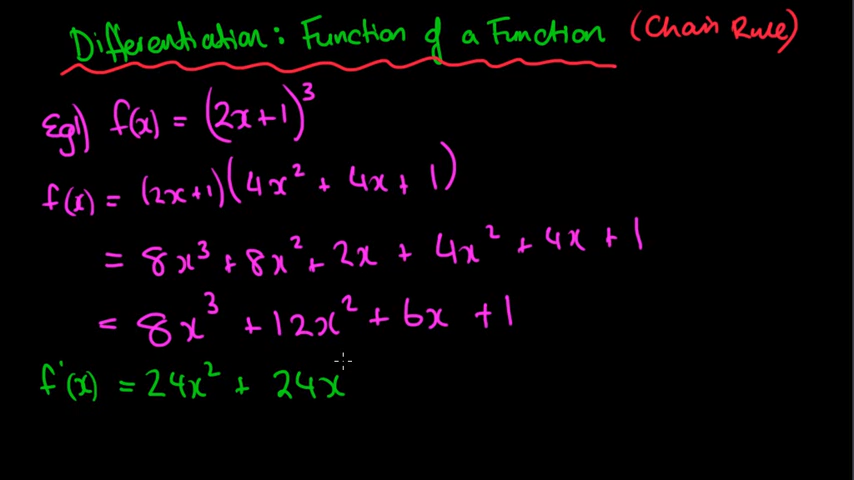 Differentiation: Function of a Function (Chain Rule)
Eg1) f(x) = (2x+1)³
f(x) = (2x+1)(4x² + 4x + 1)
= 8x³ + 8x² + 2x + 4x² + 4x + 1
= 8x³ + 12x² + 6x + 1
f'(x) = 24x² + 24x